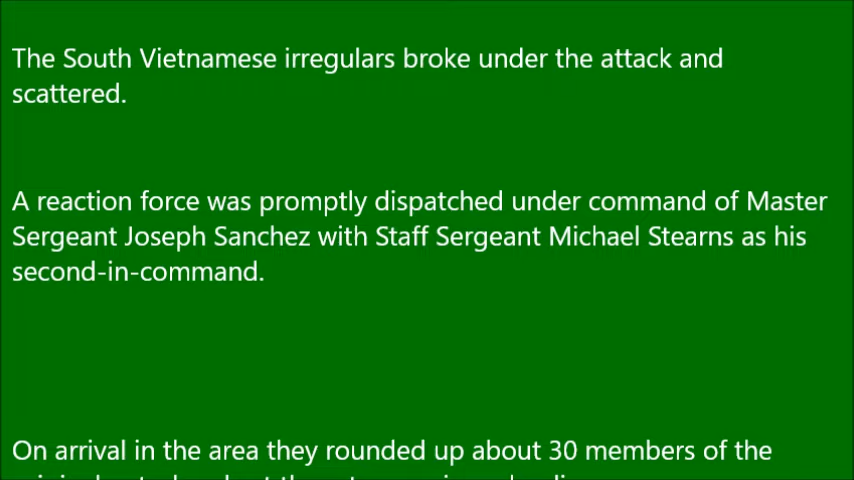 The South Vietnamese irregulars broke under the attack and
scattered.
A reaction force was promptly dispatched under command of Master
Sergeant Joseph Sanchez with Staff Sergeant Michael Stearns as his
second-in-command.
On arrival in the area they rounded up about 30 members of the